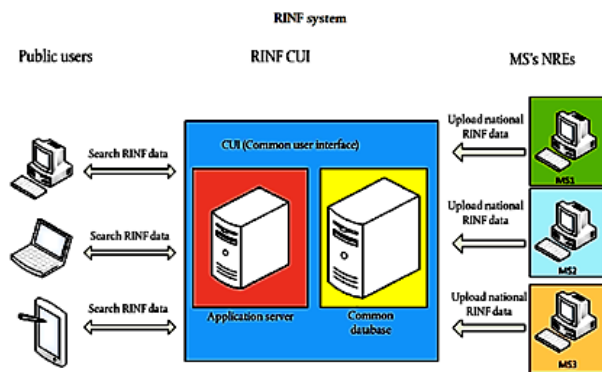 RINF system
Public users
RINF CUI
MS's NREs
CUI (Common user interface)
Search RINF data
Search RINF data
Search RINF data
Application server
Common
database
Upload national
RINF data
MS1
Upload national
RINF data
MS2
Upload national
RINF data
MS3